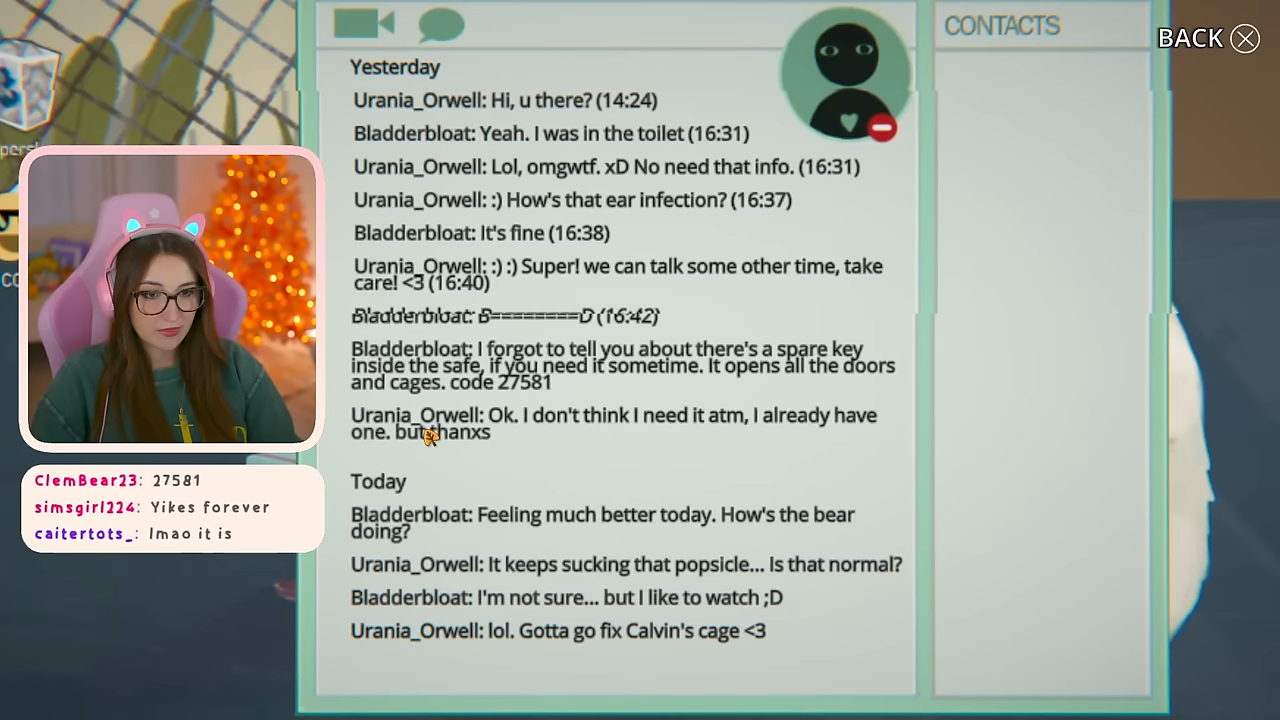 CONTACTS
BACK
Yesterday
Urania_Orwell: Hi, u there? (14:24)
Bladderbloat: Yeah. I was in the toilet (16:31)
Urania_Orwell: Lol, omgwtf. xD No need that info. (16:31)
Urania_Orwell: :) How's that ear infection? (16:37)
Bladderbloat: It's fine (16:38)
Urania_Orwell: :) :) Super! we can talk some other time, take
care! <3 (16:40)
Bladderbloat: B========D (16:42)
Bladderbloat: I forgot to tell you about there's a spare key
inside the safe, if you need it sometime. It opens all the doors
and cages. code 27581
Urania_Orwell: Ok. I don't think I need it atm, I already have
one. but thanxs
Today
Bladderbloat: Feeling much better today. How's the bear
doing?
Urania_Orwell: It keeps sucking that popsicle... Is that normal?
Bladderbloat: I'm not sure... but I like to watch ;D
Urania_Orwell: lol. Gotta go fix Calvin's cage <3
ClemBear23: 27581
simsgirl224: Yikes forever
caitertots_: lmao it is